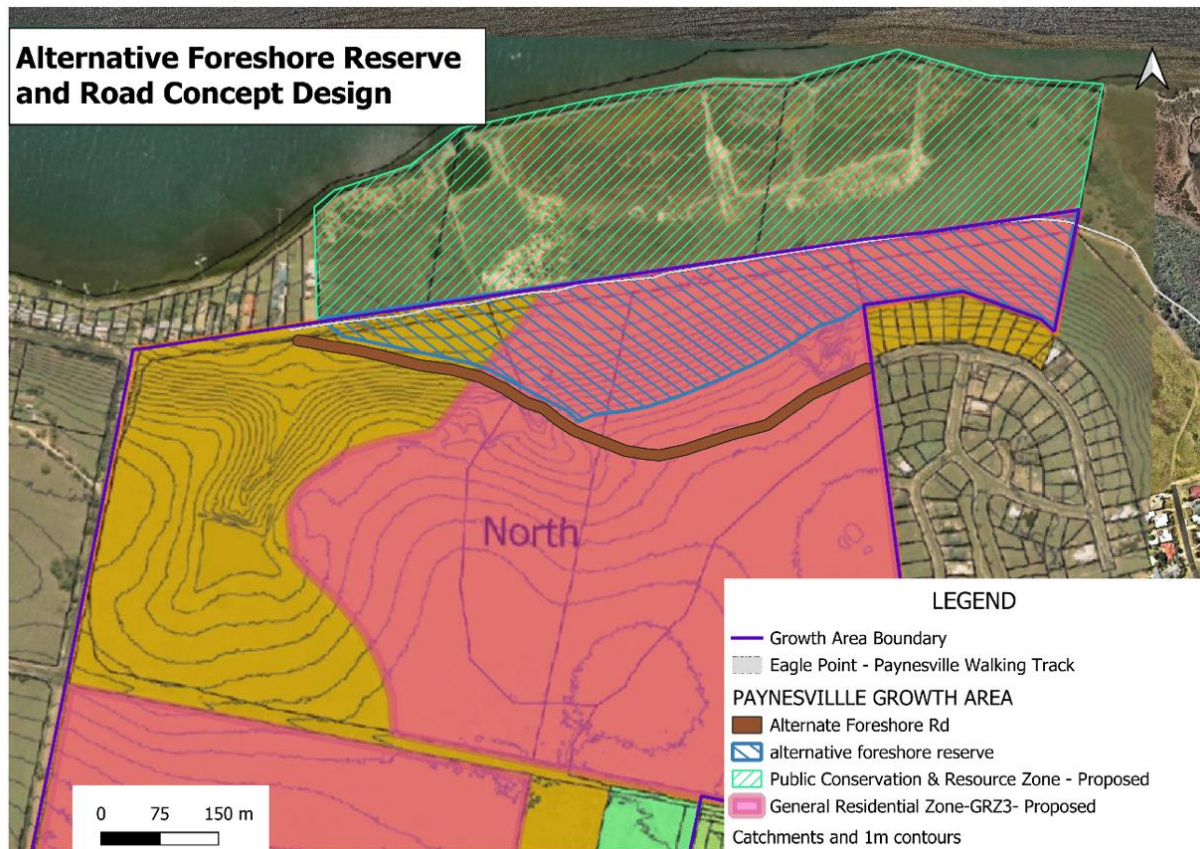 Alternative Foreshore Reserve
and Road Concept Design
North
LEGEND
Growth Area Boundary
Eagle Point - Paynesville Walking Track
PAYNESVILLLE GROWTH AREA
Alternate Foreshore Rd
alternative foreshore reserve
Public Conservation & Resource Zone - Proposed
General Residential Zone-GRZ3- Proposed
Catchments and 1m contours
0 75 150 m